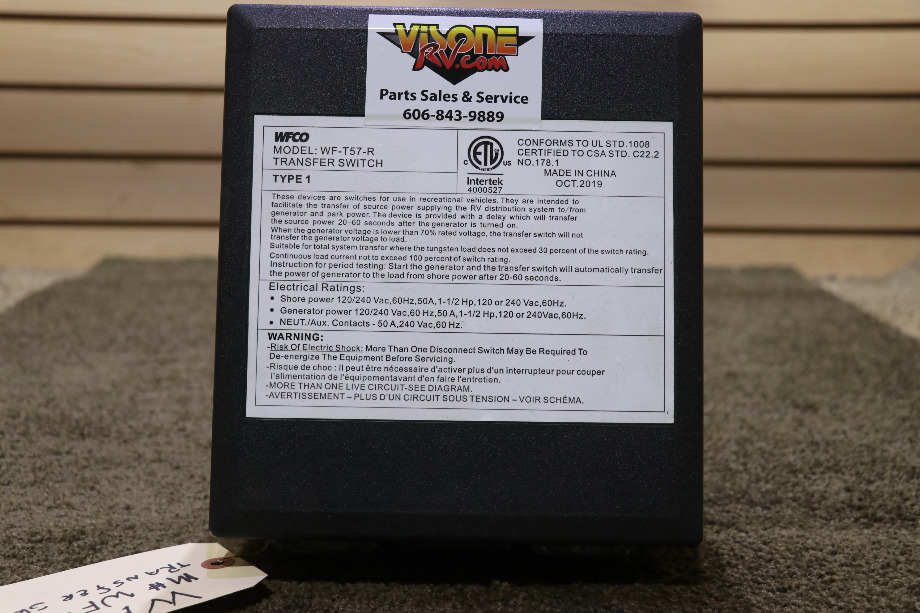 VISONE
RV.com
Parts Sales & Service
606-843-9889
WFCO
MODEL: WF-T57-R
TRANSFER SWITCH
TYPE 1
C ETL US
Intertek
4000527
CONFORMS TO UL STD.1008
CERTIFIED TO CSA STD. C22.2
NO.178.1
MADE IN CHINA
OCT.2019
These devices are switches for use in recreational vehicles. They are intended to
facilitate the transfer of source power supplying the RV distribution system to/from
generator and park power. The device is provided with a delay which will transfer
the source power 20-60 seconds after the generator is turned on.
When the generator voltage is lower than 70% rated voltage, the transfer switch will not
transfer the generator voltage to load.
Suitable for total system transfer where the tungsten load does not exceed 30 percent of the switch rating.
Continuous load current not to exceed 100 percent of switch rating.
Instruction for period testing: Start the generator and the transfer switch will automatically transfer
the power of generator to the load from shore power after 20-60 seconds.
Electrical Ratings:
• Shore power 120/240 Vac,60Hz,50A,1-1/2 Hp,120 or 240 Vac,60Hz.
• Generator power 120/240 Vac,60 Hz,50 A,1-1/2 Hp,120 or 240Vac,60Hz.
• NEUT./Aux. Contacts - 50 A,240 Vac,60 Hz.
WARNING:
-Risk Of Electric Shock: More Than One Disconnect Switch May Be Required To
De-energize The Equipment Before Servicing.
-Risque de choc : Il peut être nécessaire d'activer plus d'un interrupteur pour couper
l'alimentation de l'équipementavant d'en faire l'entretien.
-MORE THAN ONE LIVE CIRCUIT-SEE DIAGRAM.
-AVERTISSEMENT – PLUS D'UN CIRCUIT SOUS TENSION – VOIR SCHÉMA.
M# WF
TRANSFER SW